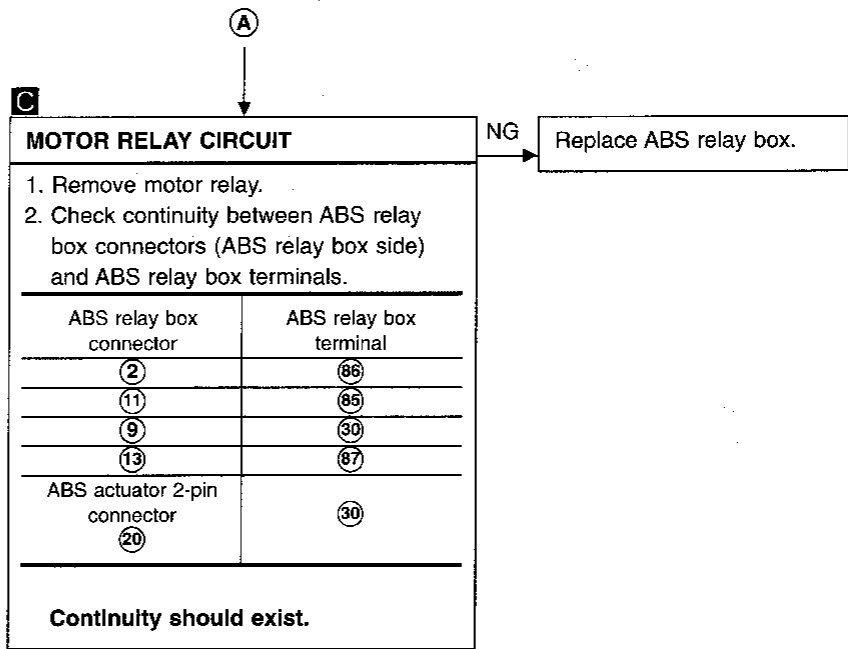 A
C
MOTOR RELAY CIRCUIT
NG
Replace ABS relay box.
1. Remove motor relay.
2. Check continuity between ABS relay
box connectors (ABS relay box side)
and ABS relay box terminals.
ABS relay box
connector
ABS relay box
terminal
2 86
11 85
9 30
13 87
ABS actuator 2-pin
connector
20
30
Continuity should exist.